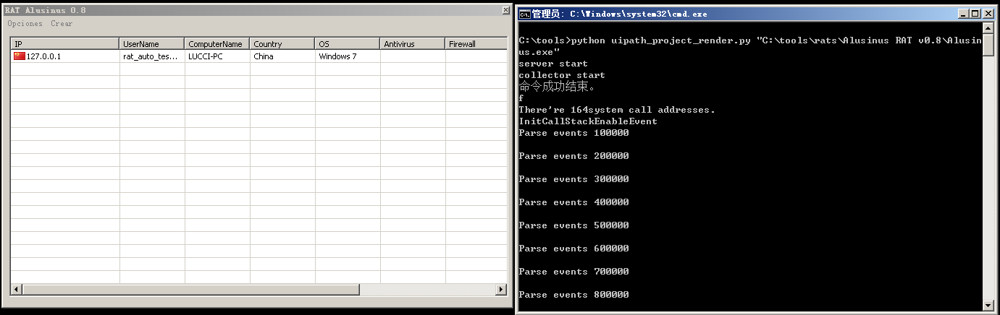 RAT Alusinus 0.8
Opciones Crear
IP UserName ComputerName Country OS Antivirus Firewall
127.0.0.1 rat_auto_tes... LUCCI-PC China Windows 7
管理员: C:\Windows\system32\cmd.exe
C:\tools>python uipath_project_render.py "C:\tools\rats\Alusinus RAT v0.8\Alusin
us.exe"
server start
collector start
命令成功结束。
f
There're 164system call addresses.
InitCallStackEnableEvent
Parse events 100000
Parse events 200000
Parse events 300000
Parse events 400000
Parse events 500000
Parse events 600000
Parse events 700000
Parse events 800000